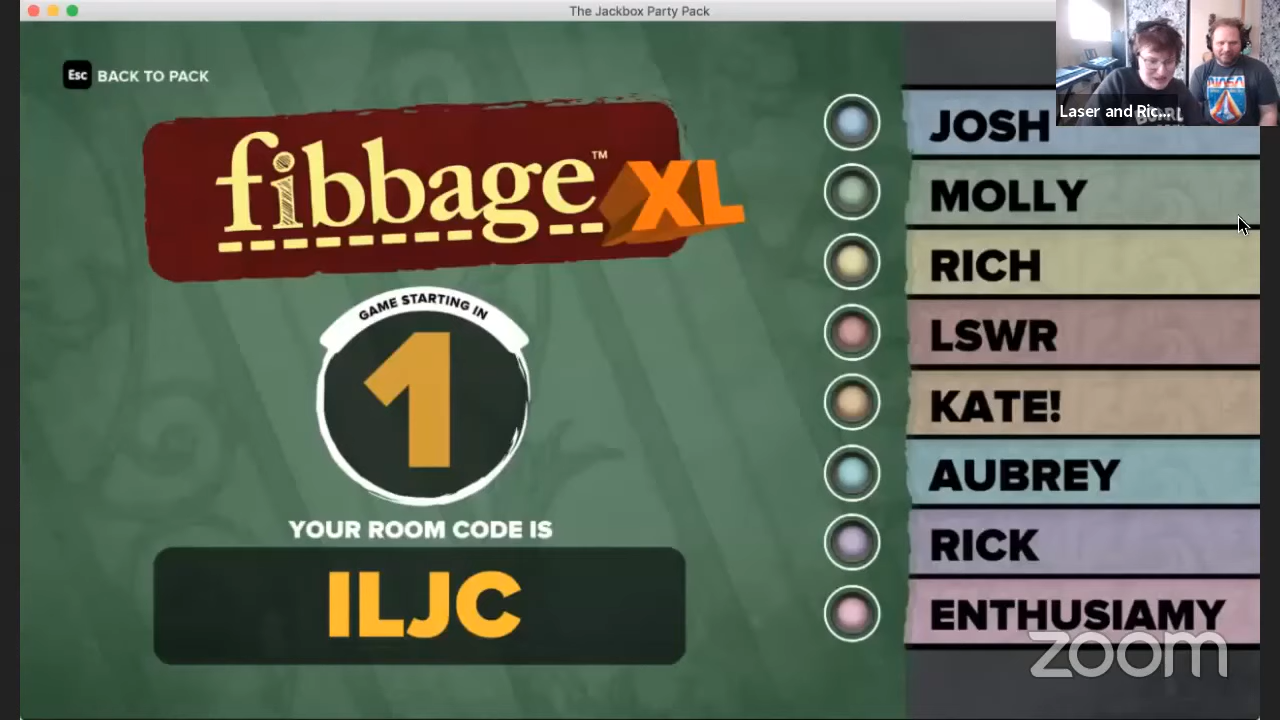 The Jackbox Party Pack
Esc BACK TO PACK
fibbage™ XL
GAME STARTING IN
1
YOUR ROOM CODE IS
ILJC
JOSH
MOLLY
RICH
LSWR
KATE!
AUBREY
RICK
ENTHUSIAMY
NASA
Laser and Ric...
zoom